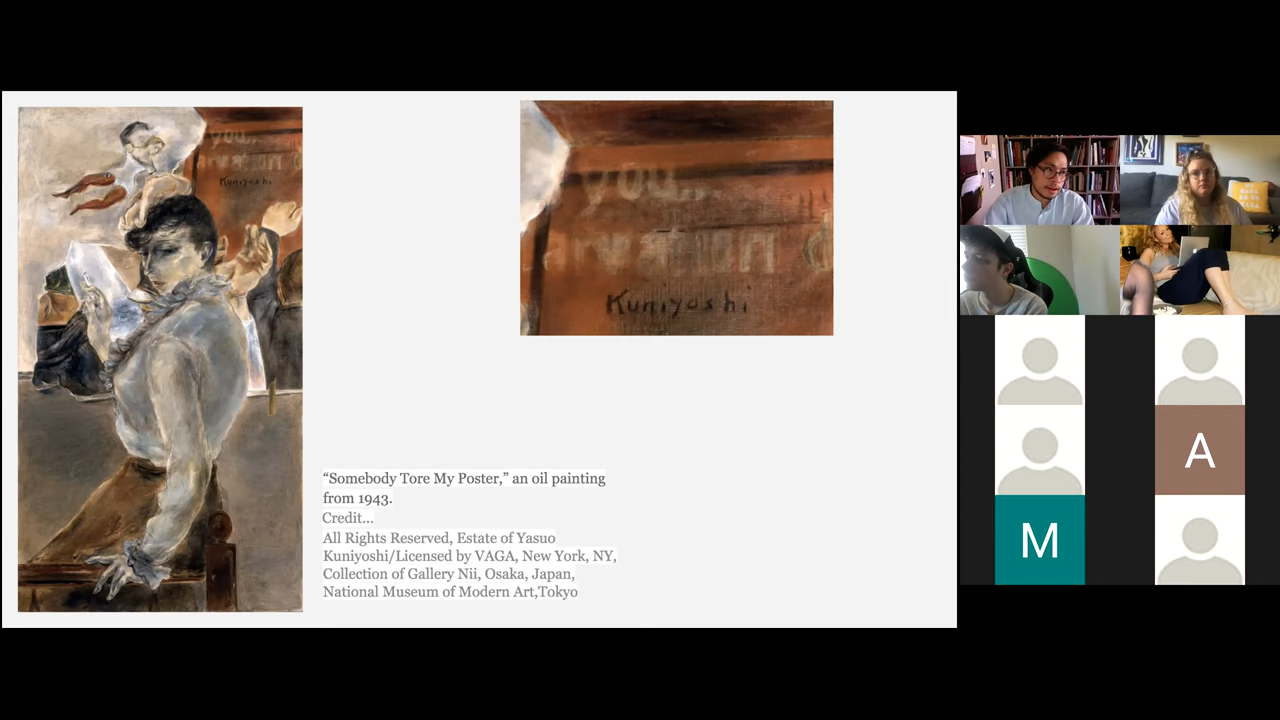 you..
Kuniyoshi
you..
Kuniyoshi
“Somebody Tore My Poster,” an oil painting
from 1943.
Credit...
All Rights Reserved, Estate of Yasuo
Kuniyoshi/Licensed by VAGA, New York, NY,
Collection of Gallery Nii, Osaka, Japan,
National Museum of Modern Art,Tokyo
A
M